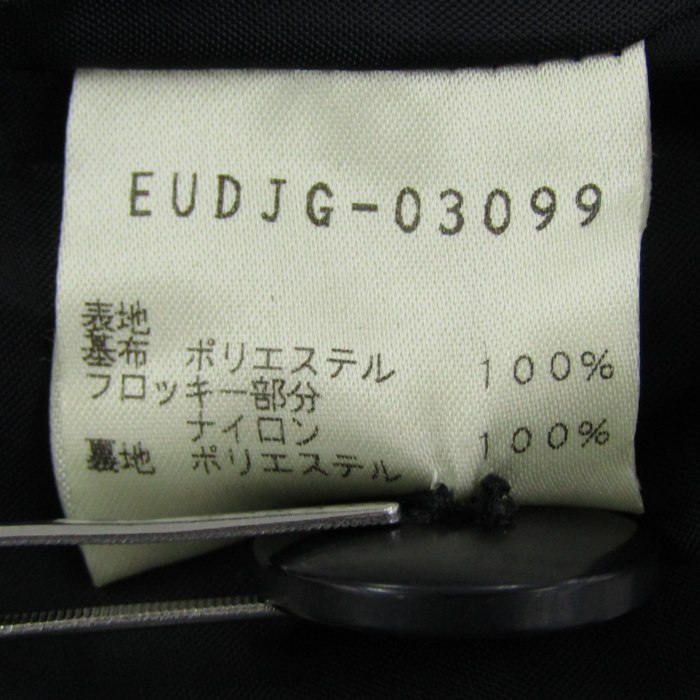 EUDJG-03099
表地
基布 ポリエステル 100%
フロッキー部分
ナイロン 100%
裏地 ポリエステル